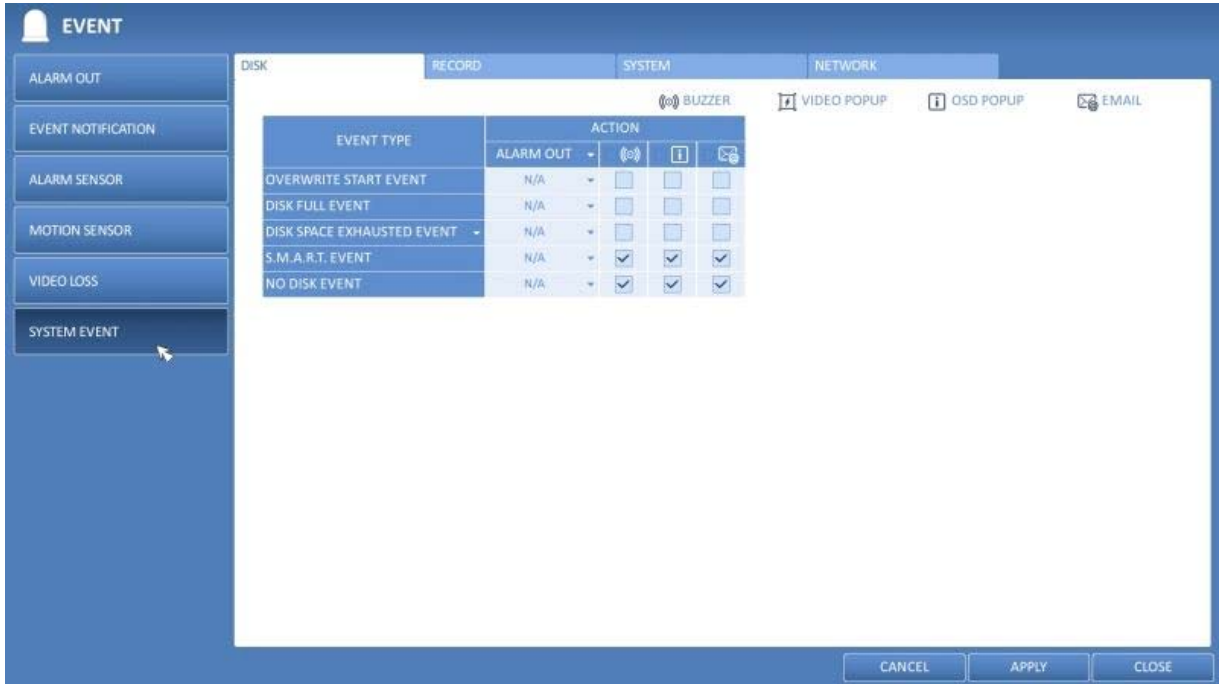 EVENT
ALARM OUT
EVENT NOTIFICATION
ALARM SENSOR
MOTION SENSOR
VIDEO LOSS
SYSTEM EVENT
DISK RECORD SYSTEM NETWORK
BUZZER VIDEO POPUP OSD POPUP EMAIL
EVENT TYPE ACTION
ALARM OUT
OVERWRITE START EVENT N/A
DISK FULL EVENT N/A
DISK SPACE EXHAUSTED EVENT N/A
S.M.A.R.T. EVENT N/A
NO DISK EVENT N/A
CANCEL APPLY CLOSE